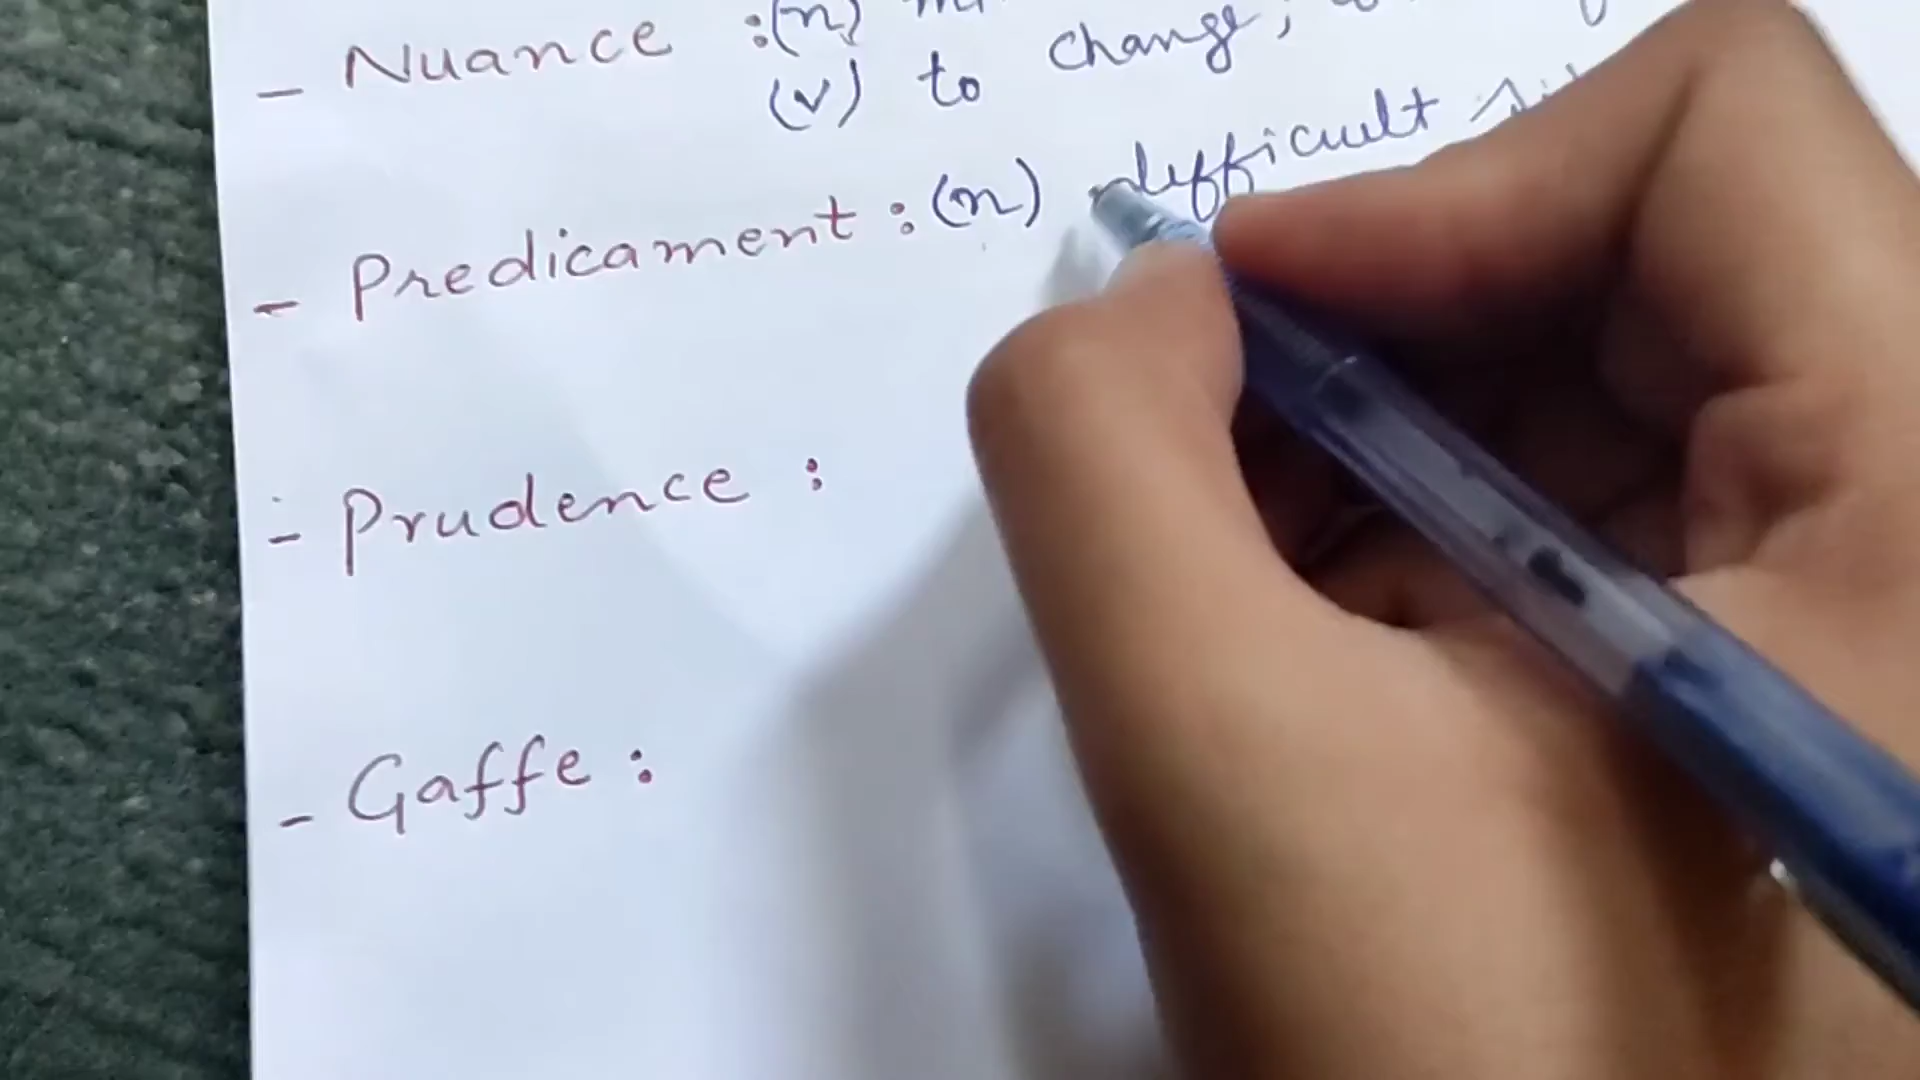 - Nuance : (n)
(v) to change,
- Predicament : (n) difficult
- Prudence :
- Gaffe :